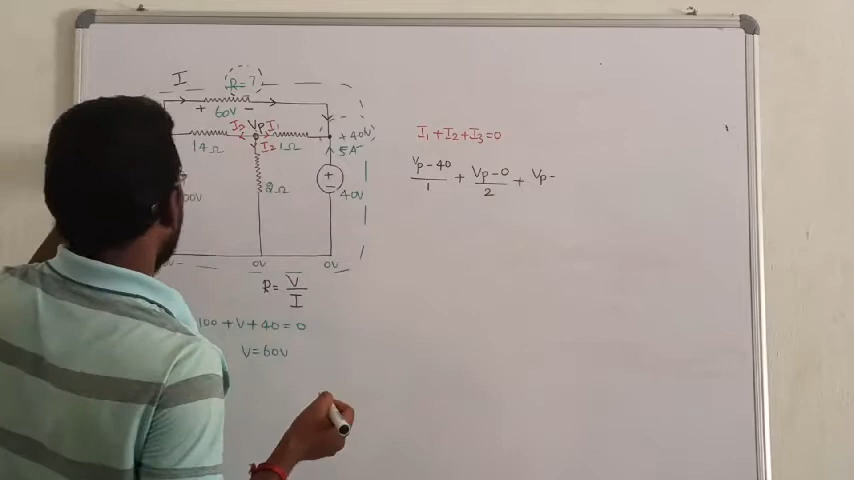 I
R=?
+ 60V -
I3 Vp I1
+40V
14Ω I2 1Ω 5A
+
-
2Ω 40V
00V
0V 0V
R= V/I
I1+I2+I3=0
Vp-40/1 + Vp-0/2 + Vp-
100+V+40=0
V=60V